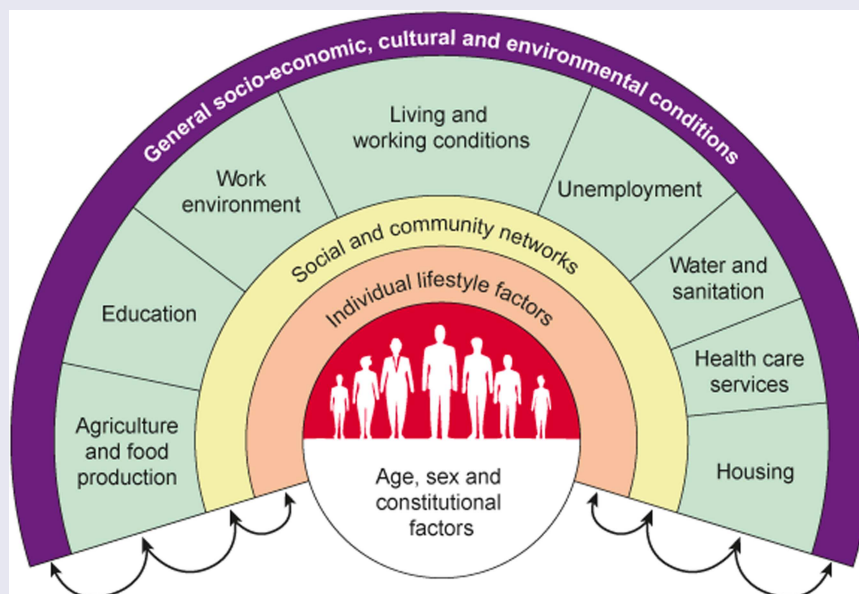 General socio-economic, cultural and environmental conditions
Living and
working conditions
Work
environment
Unemployment
Education
Water and
sanitation
Agriculture
and food
production
Health care
services
Housing
Social and community networks
Individual lifestyle factors
Age, sex and
constitutional
factors